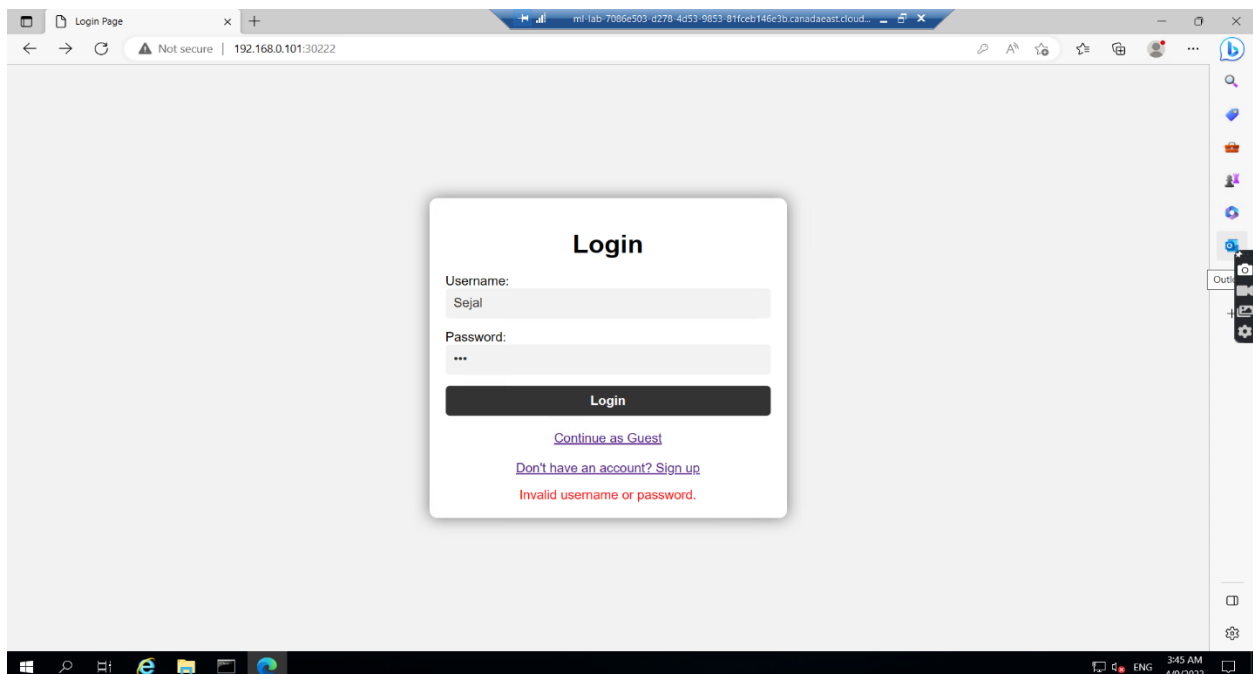 Login Page
ml-lab-7086e503-d278-4d53-9853-81fceb146e3b.canadaeast.cloud...
Not secure | 192.168.0.101:30222
Login
Username:
Sejal
Password:
•••
Login
Continue as Guest
Don't have an account? Sign up
Invalid username or password.
ENG
3:45 AM